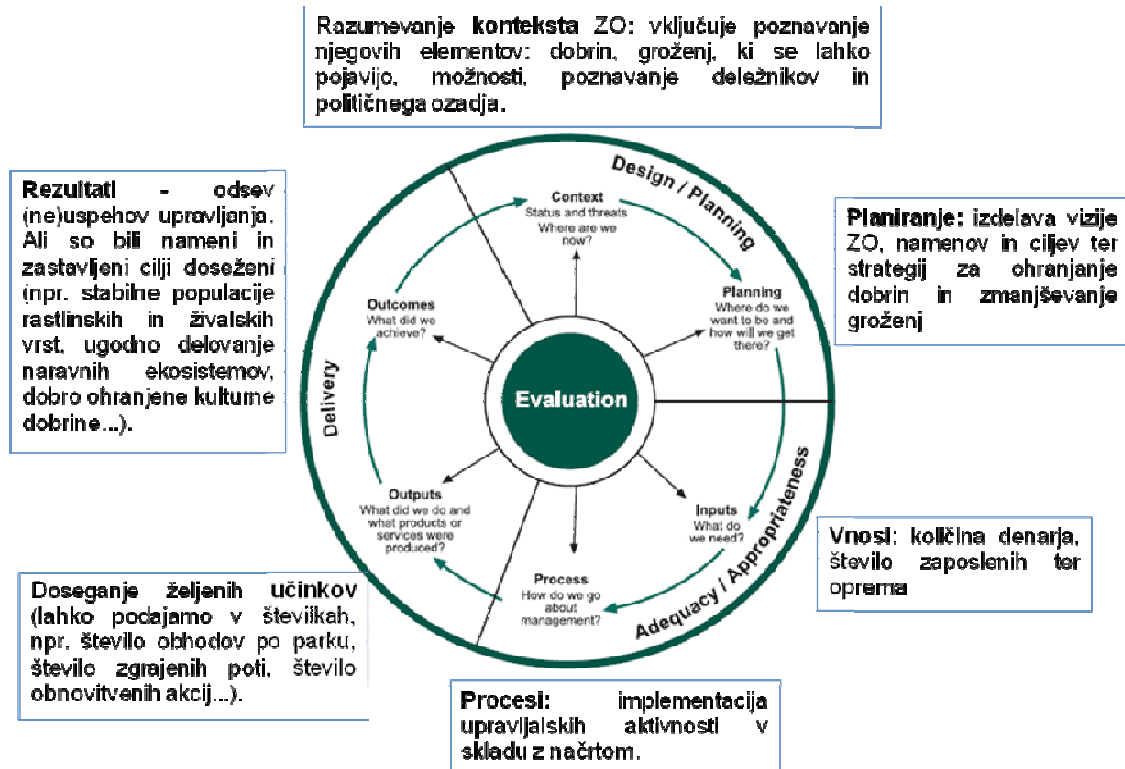 Razumevanje konteksta ZO: vključuje poznavanje
njegovih elementov: dobrin, groženj, ki se lahko
pojavijo, možnosti, poznavanje deležnikov in
političnega ozadja.
Design / Planning
Context
Status and threats
Where are we
now?
Planning
Where do we
want to be and
how will we get
there?
Planiranje: izdelava vizije
ZO, namenov in ciljev ter
strategij za ohranjanje
dobrin in zmanjševanje
groženj
Rezultati - odsev
(ne)uspehov upravljanja.
Ali so bili nameni in
zastavljeni cilji doseženi
(npr. stabilne populacije
rastlinskih in živalskih
vrst, ugodno delovanje
naravnih ekosistemov,
dobro ohranjene kulturne
dobrine...).
Outcomes
What did we
achieve?
Delivery
Evaluation
Outputs
What did we do and
what products or
services were
produced?
Inputs
What do
we need?
Process
How do we go
about
management?
Adequacy / Appropriateness
Vnosi: količina denarja,
število zaposlenih ter
oprema
Doseganje željenih učinkov
(lahko podajamo v številkah,
npr. število obhodov po parku,
število zgrajenih poti, število
obnovitvenih akcij...).
Procesi: implementacija
upravljalskih aktivnosti v
skladu z načrtom.